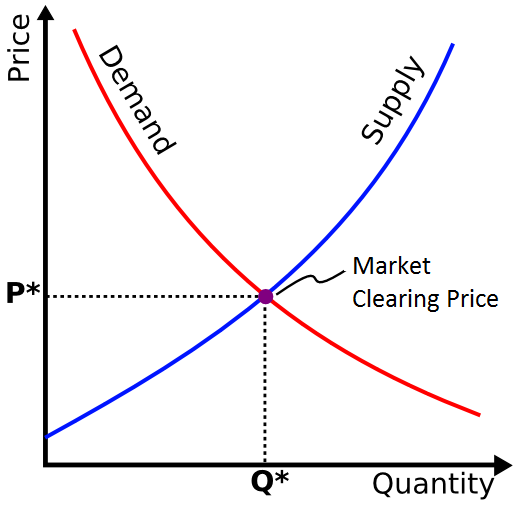 Price
Demand
Supply
Market
Clearing Price
P*
Q*
Quantity